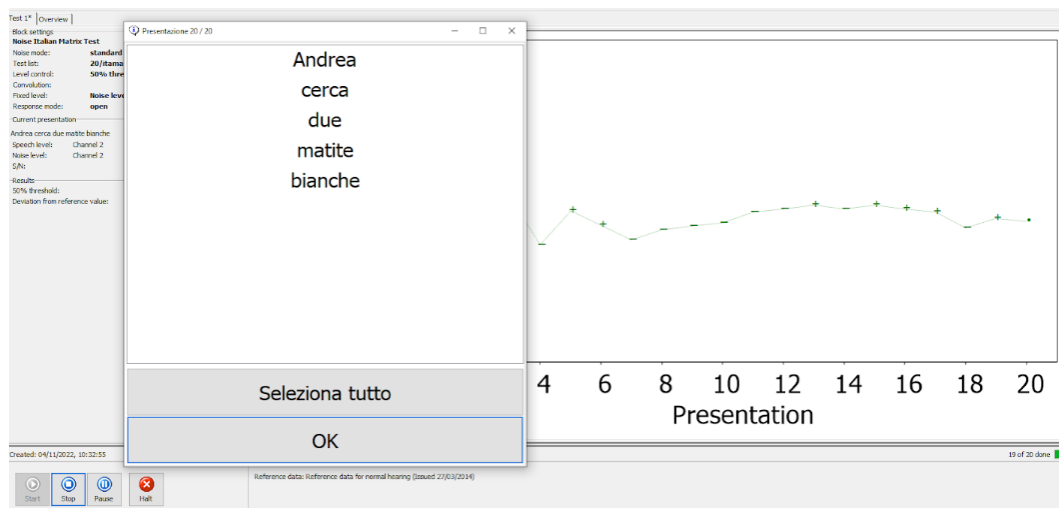 Test 1* Overview
Block settings
Noise Italian Matrix Test
Noise mode: standard
Test list: 20/itama
Level control: 50% thre
Convolution:
Fixed level: Noise leve
Response mode: open
Current presentation
Andrea cerca due matite bianche
Speech level: Channel 2
Noise level: Channel 2
S/N:
Results
50% threshold:
Deviation from reference value:
Presentazione 20 / 20
Andrea
cerca
due
matite
bianche
Seleziona tutto
OK
4 6 8 10 12 14 16 18 20
Presentation
Created: 04/11/2022, 10:32:55
19 of 20 done
Start Stop Pause Halt
Reference data: Reference data for normal hearing (Issued 27/03/2014)